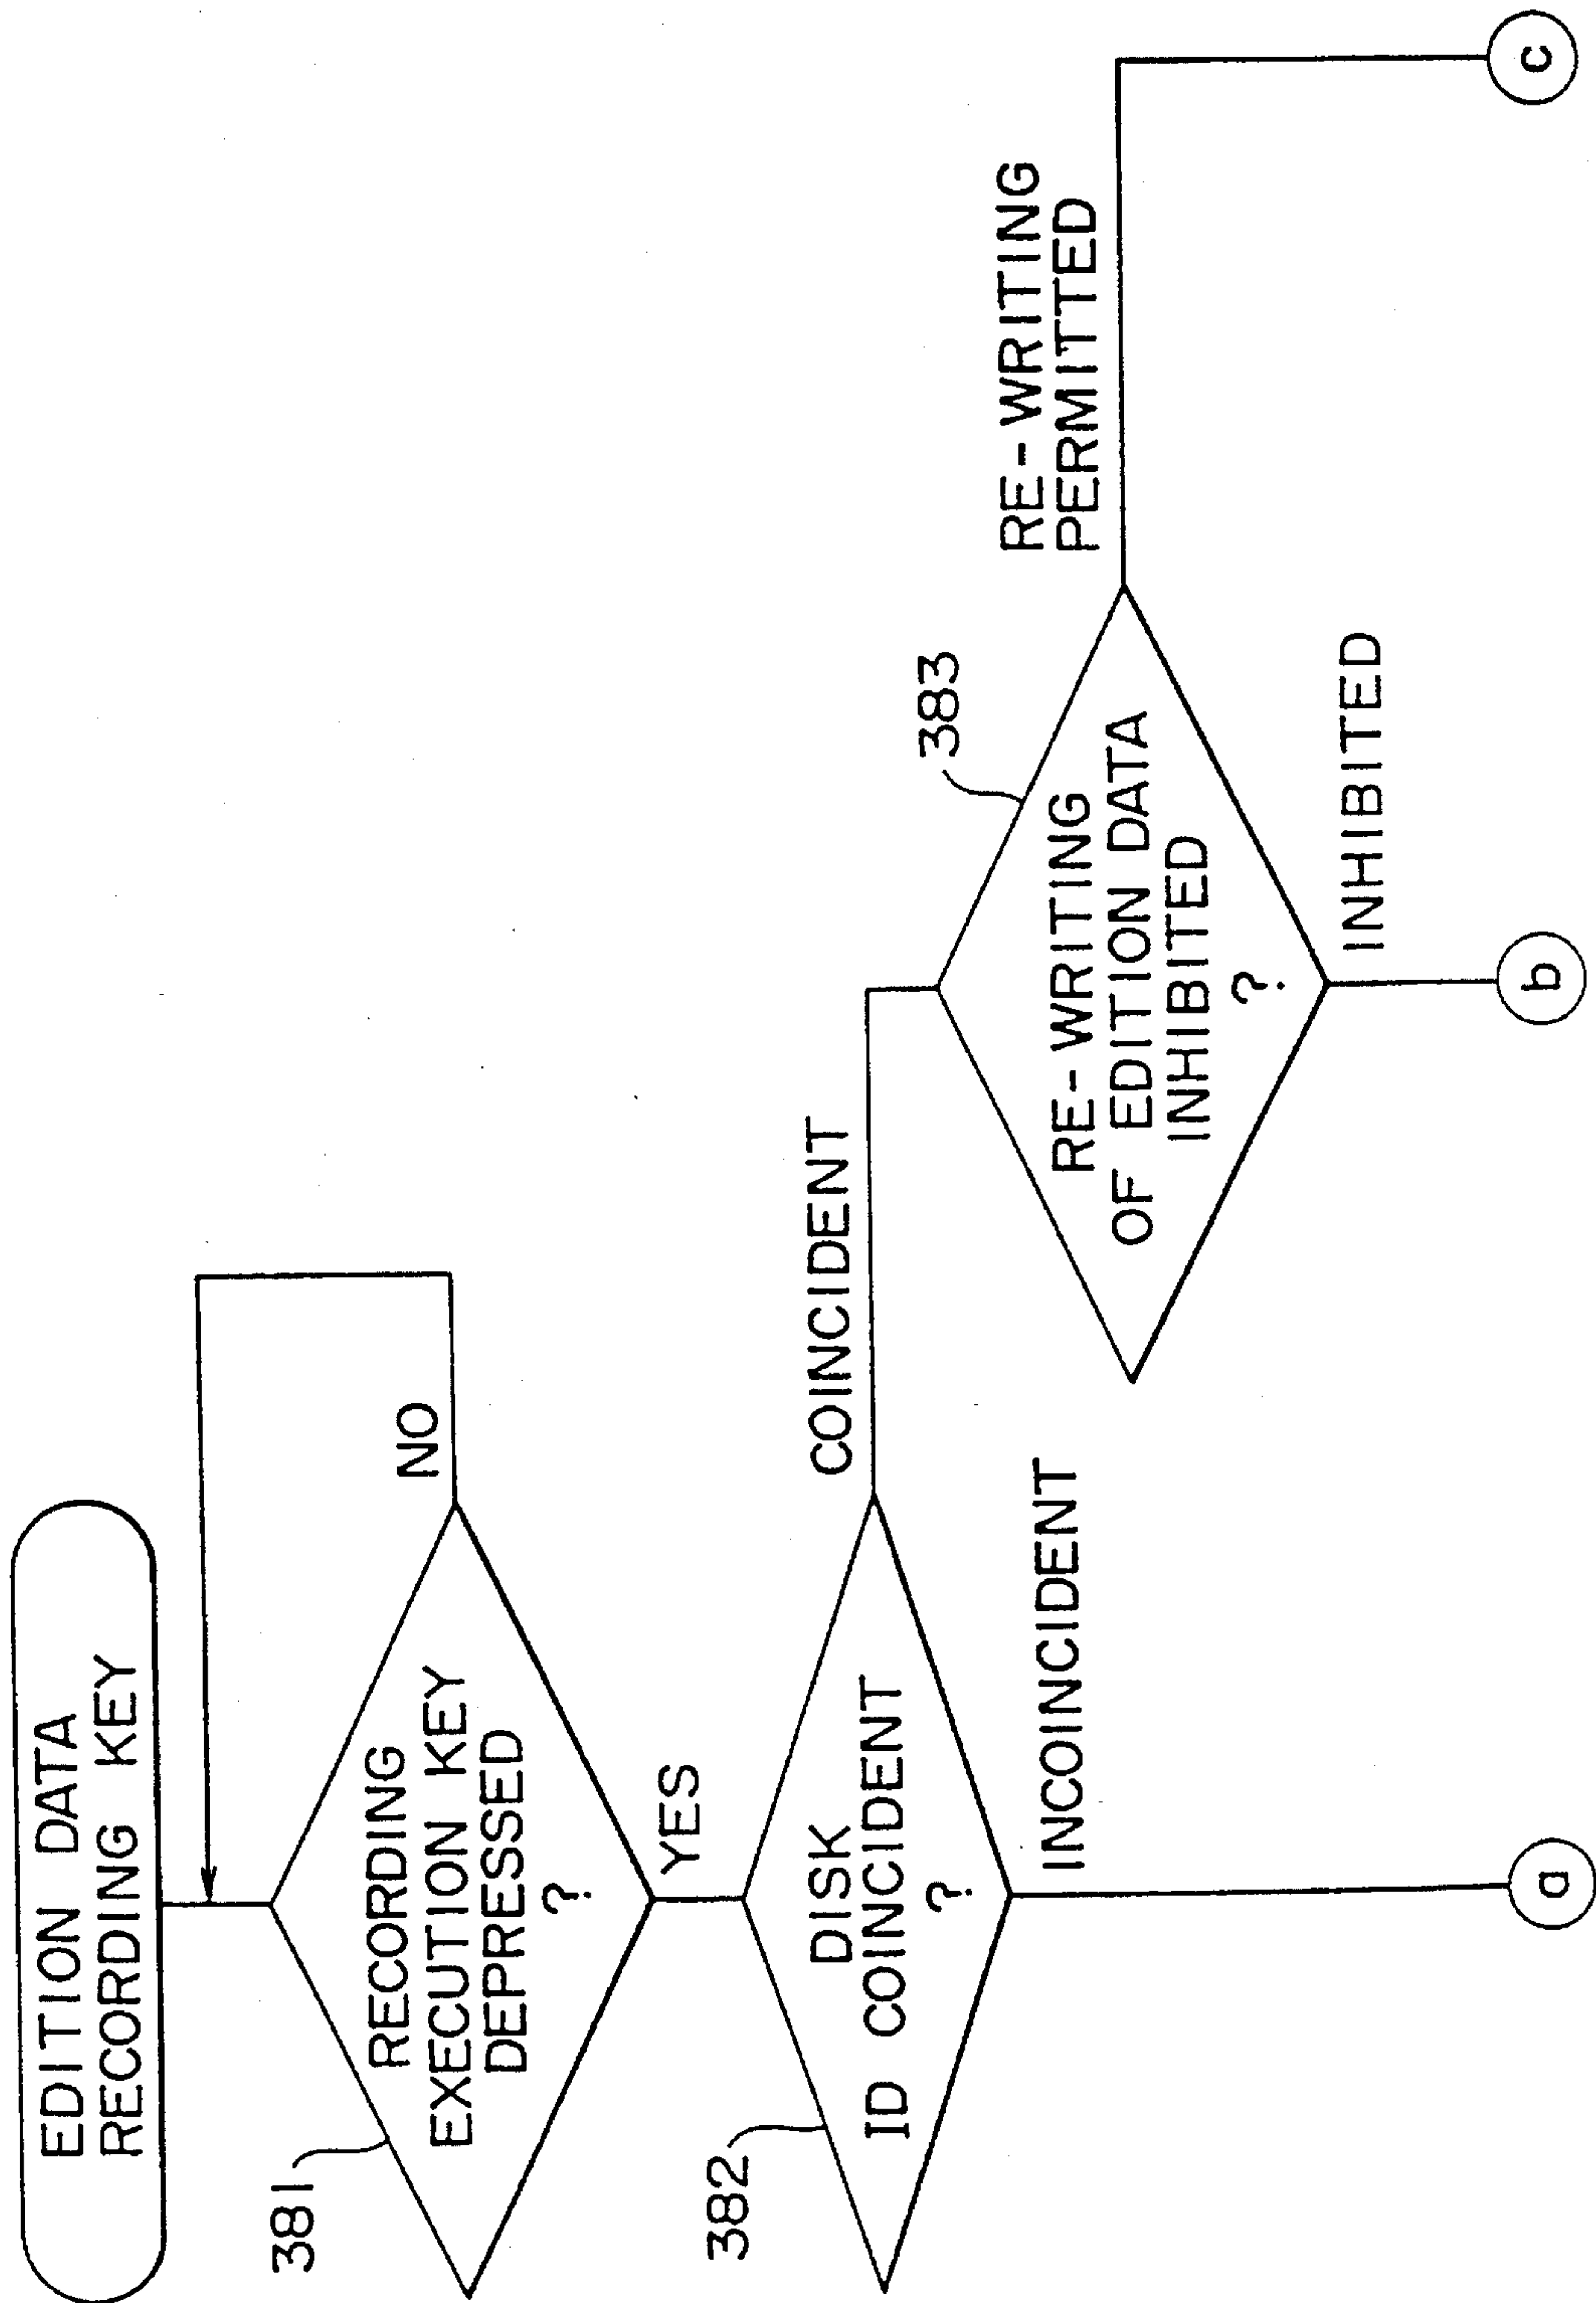 EDITION DATA
RECORDING KEY
381
RECORDING
EXECUTION KEY
DEPRESSED
?
NO
YES
382
DISK
ID COINCIDENT
?
COINCIDENT
INCOINCIDENT
383
RE-WRITING
OF EDITION DATA
INHIBITED
?
RE-WRITING
PERMITTED
INHIBITED
a
b
c